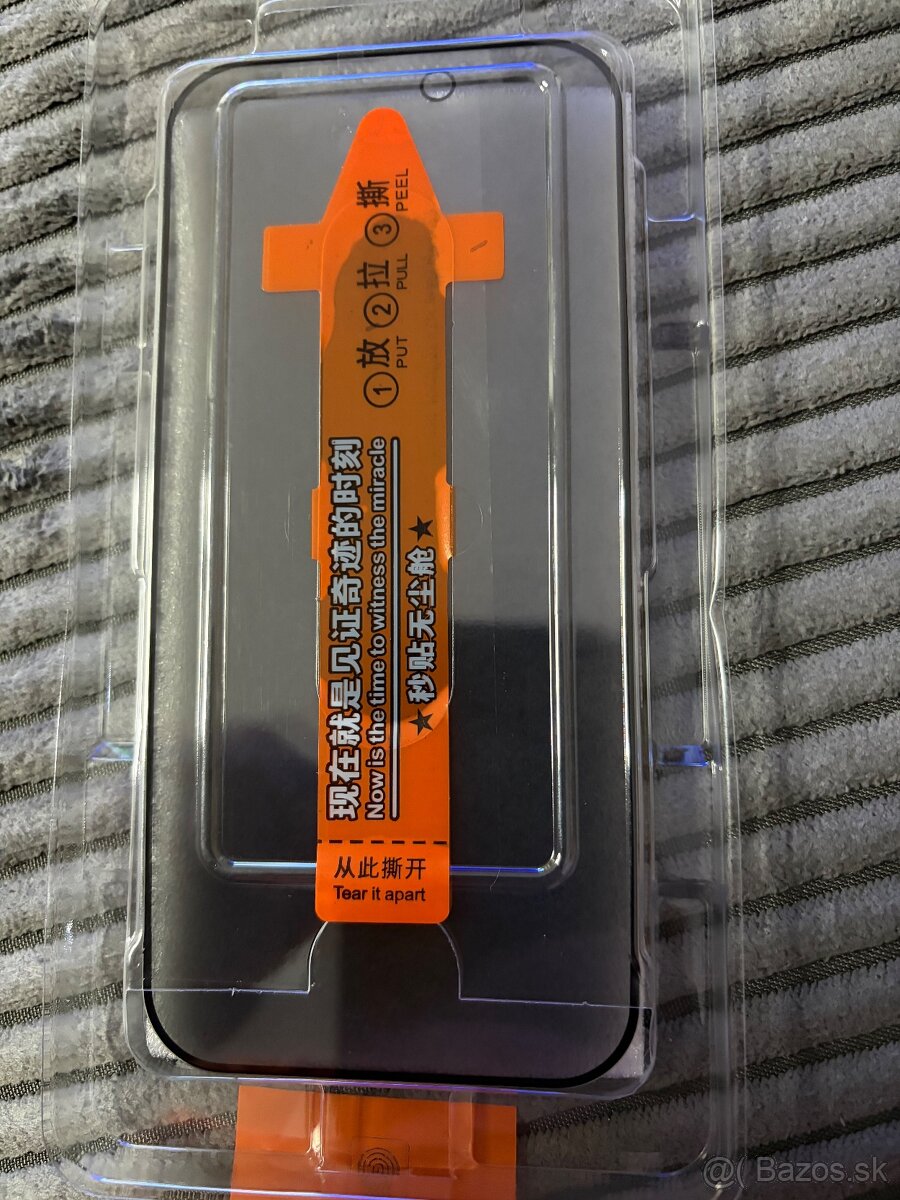 ① 放 ② 拉 ③ 撕
PUT PULL PEEL
现在就是见证奇迹的时刻
Now is the time to witness the miracle
★秒贴无尘舱★
从此撕开
Tear it apart
@( Bazos.sk